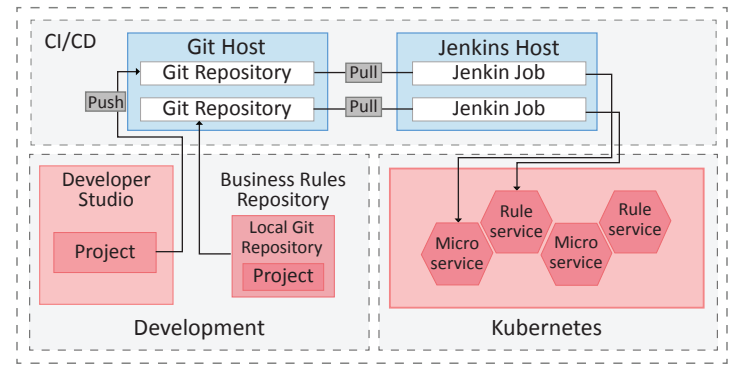 CI/CD
Git Host
Git Repository
Git Repository
Push
Pull
Pull
Jenkins Host
Jenkin Job
Jenkin Job
Developer
Studio
Project
Business Rules
Repository
Local Git
Repository
Project
Development
Micro
service
Rule
service
Micro
service
Rule
service
Kubernetes